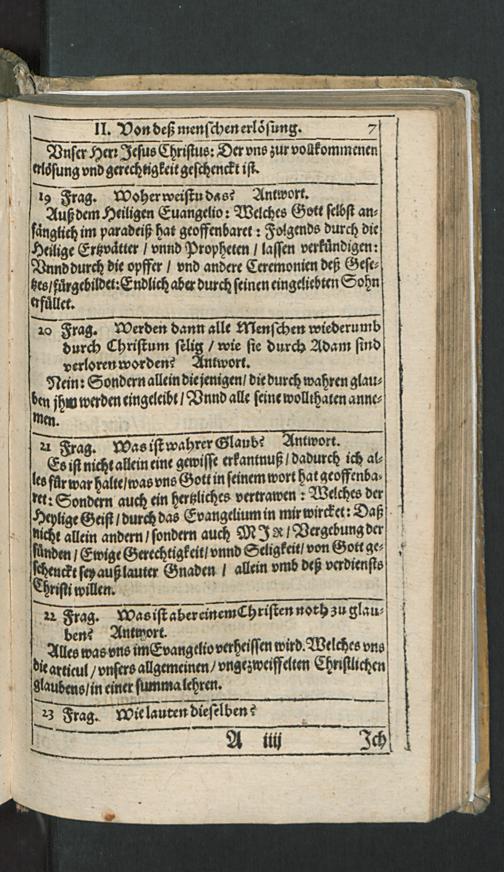 II. Von deß menschen erlösung. 7
Vnser Herr Jesus Christus: Der vns zur vollkommenen
erlösung vnd gerechtigkeit geschenckt ist.
19 Frag. Woher weistu das? Antwort.
Auß dem Heiligen Euangelio: Welches Gott selbst an-
fänglich im paradeiß hat geoffenbaret: Folgends durch die
Heilige Ertzvätter / vnnd Propheten / lassen verkündigen:
Vnnd durch die opffer / vnd andere Ceremonien deß Gese-
tzes / fürgebildet: Endlich aber durch seinen eingeliebten Sohn
erfüllet.
20 Frag. Werden dann alle Menschen wiederumb
durch Christum selig / wie sie durch Adam sind
verloren worden? Antwort.
Nein: Sondern allein diejenigen / die durch wahren glau-
ben jhm werden eingeleibt / Vnnd alle seine wollthaten anne-
men.
21 Frag. Was ist wahrer Glaub? Antwort.
Es ist nicht allein eine gewisse erkantnuß / dadurch ich al-
les für war halte / was vns Gott in seinem wort hat geoffenba-
ret: Sondern auch ein hertzliches vertrawen: Welches der
Heylige Geist / durch das Evangelium in mir wircket: Daß
nicht allein andern / sondern auch MIR / Vergebung der
sünden / Ewige Gerechtigkeit / vnnd Seligkeit / von Gott ge-
schenckt sey auß lauter Gnaden / allein vmb deß verdiensts
Christi willen.
22 Frag. Was ist aber einem Christen noth zu glau-
ben? Antwort.
Alles was vns im Evangelio verheissen wird. Welches vns
die articul / vnsers allgemeinen / vngezweiffelten Christlichen
glaubens / in einer summa lehren.
23 Frag. Wie lauten dieselben?
A iiij Jch